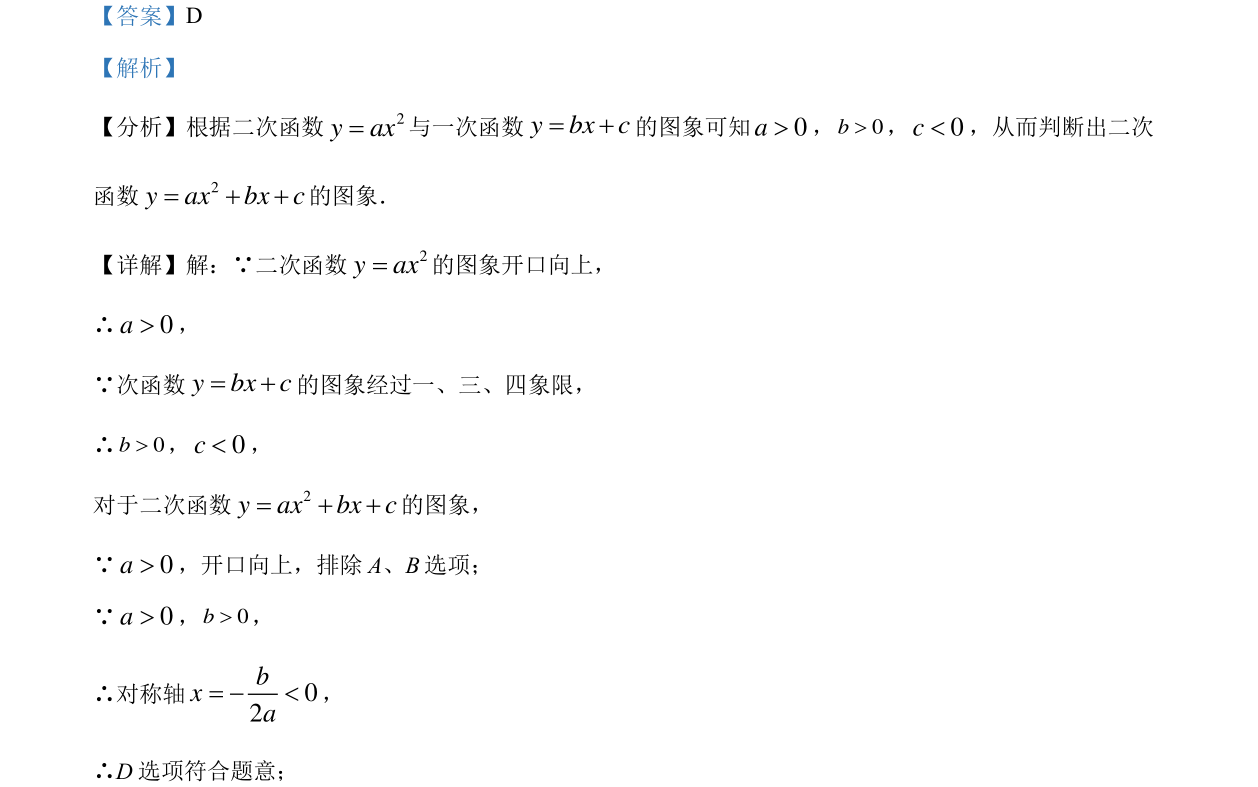 【答案】D
【解析】
【分析】根据二次函数 y = ax² 与一次函数 y = bx + c 的图象可知 a > 0，b > 0，c < 0，从而判断出二次
函数 y = ax² + bx + c 的图象．
【详解】解：∵二次函数 y = ax² 的图象开口向上，
∴ a > 0，
∵次函数 y = bx + c 的图象经过一、三、四象限，
∴ b > 0，c < 0，
对于二次函数 y = ax² + bx + c 的图象，
∵ a > 0，开口向上，排除 A、B 选项；
∵ a > 0，b > 0，
∴对称轴 x = −b/2a < 0，
∴D 选项符合题意；